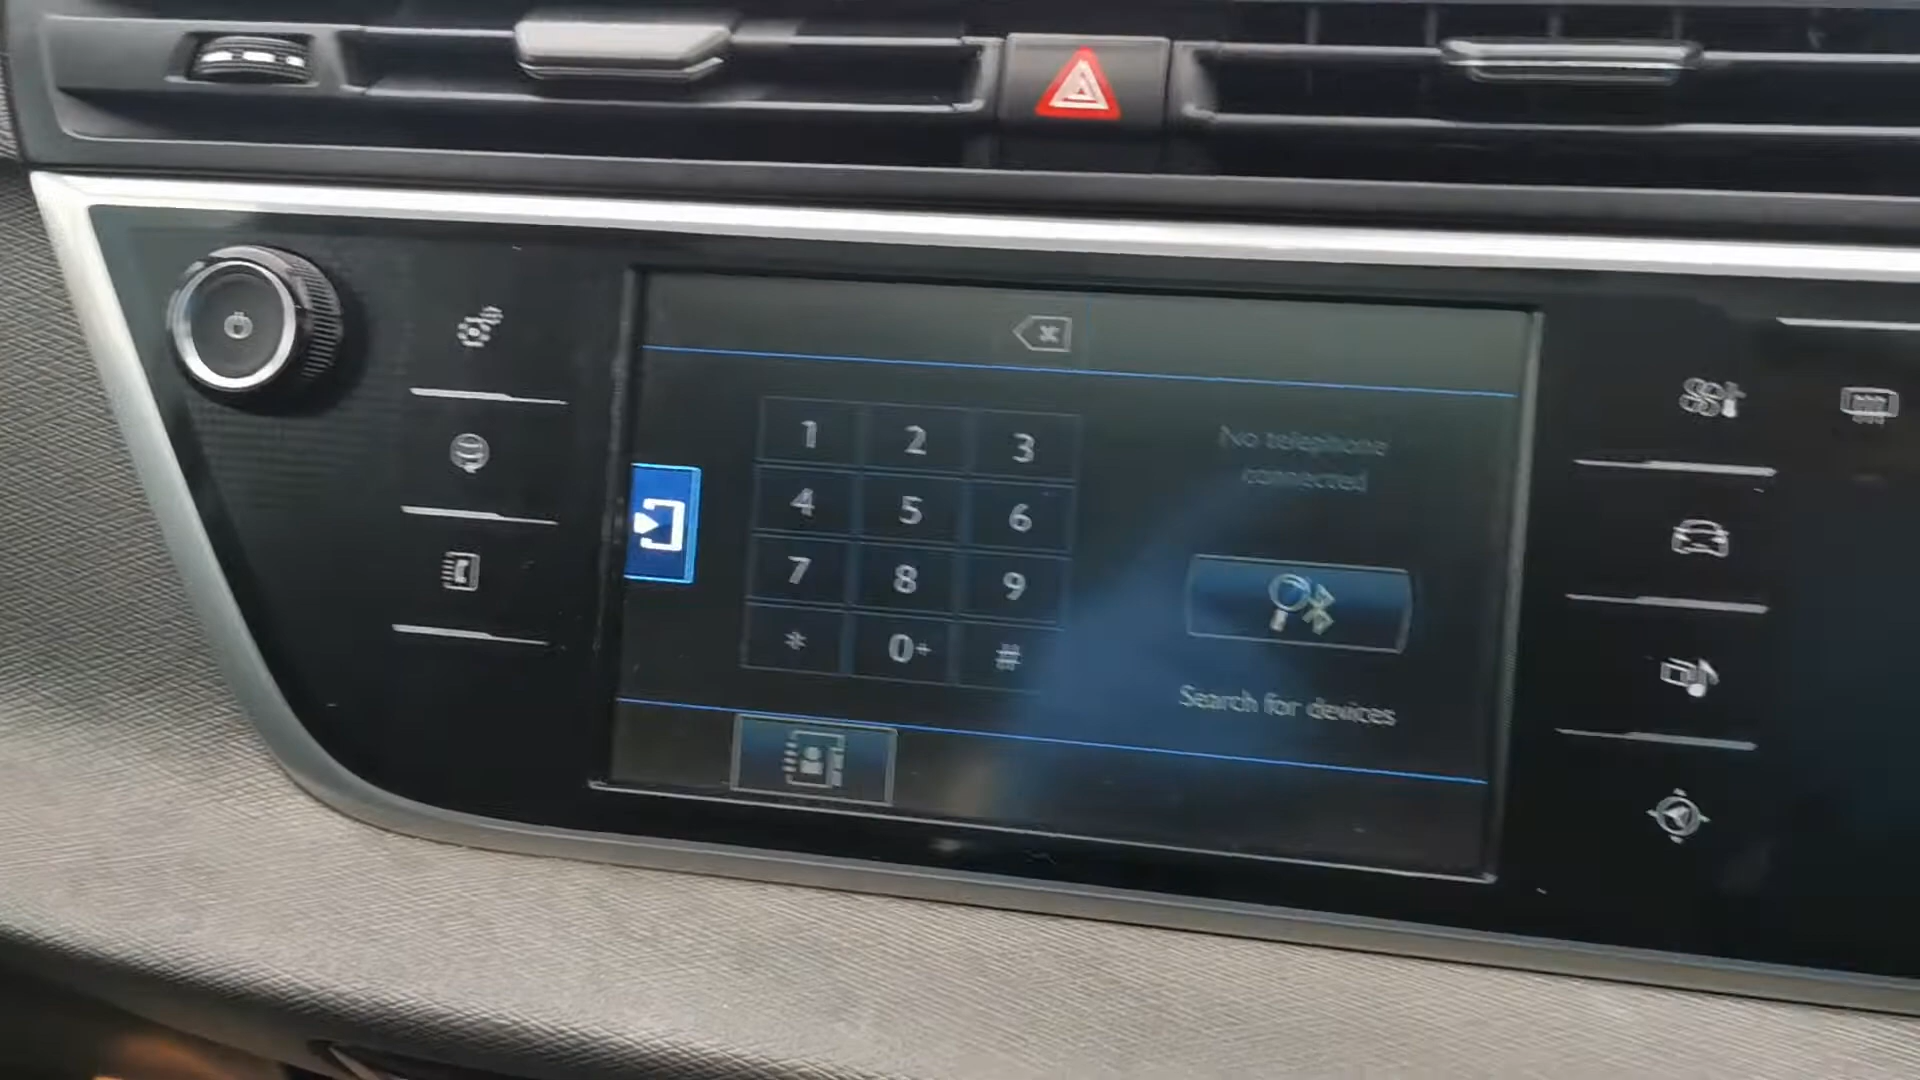 1 2 3
4 5 6
7 8 9
* 0+ #
No telephone
connected
Search for devices